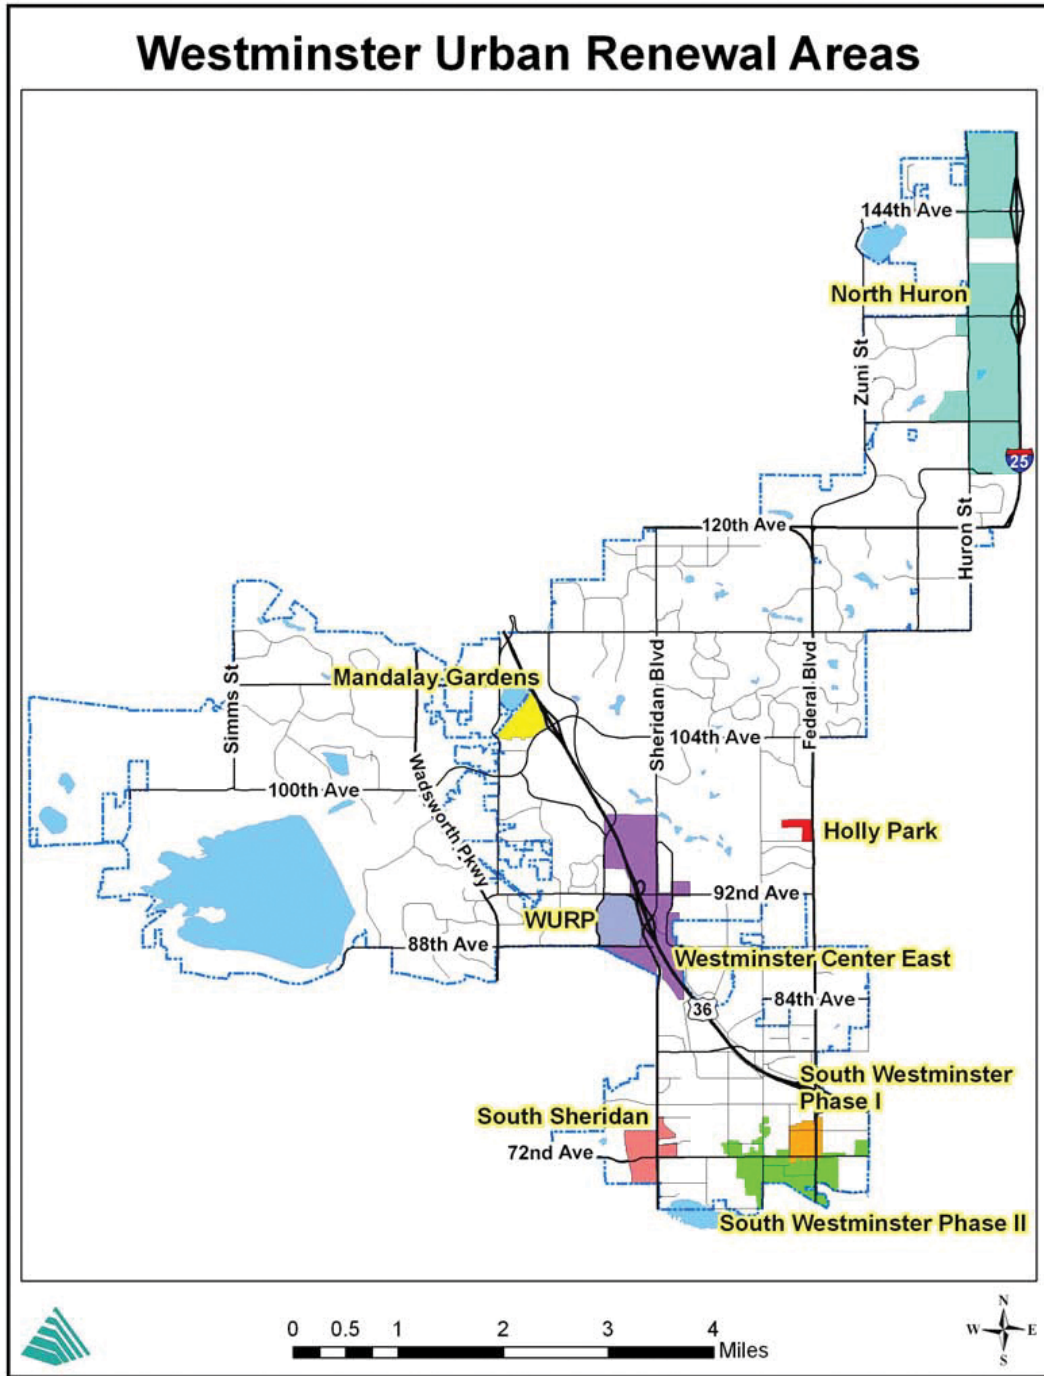 Westminster Urban Renewal Areas
144th Ave
North Huron
Zuni St
25
Huron St
120th Ave
Mandalay Gardens
Simms St
Sheridan Blvd
Federal Blvd
104th Ave
Wadsworth Pkwy
100th Ave
Holly Park
92nd Ave
WURP
88th Ave
Westminster Center East
84th Ave
36
South Westminster
Phase I
South Sheridan
72nd Ave
South Westminster Phase II
0 0.5 1 2 3 4
Miles
N
W E
S